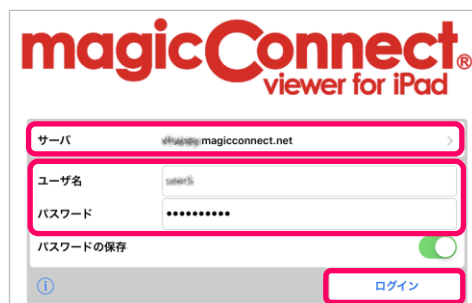 magicConnect®
viewer for iPad
サーバ magicconnect.net
ユーザ名
パスワード ••••••••••
パスワードの保存
ログイン